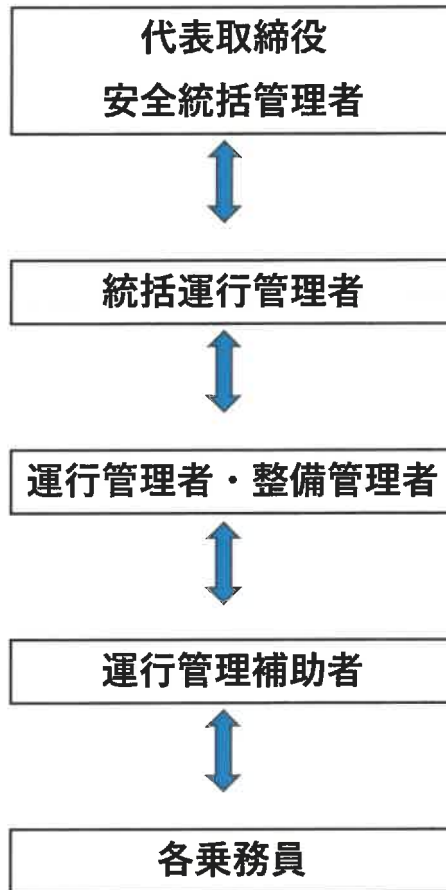 代表取締役
安全統括管理者
統括運行管理者
運行管理者・整備管理者
運行管理補助者
各乗務員